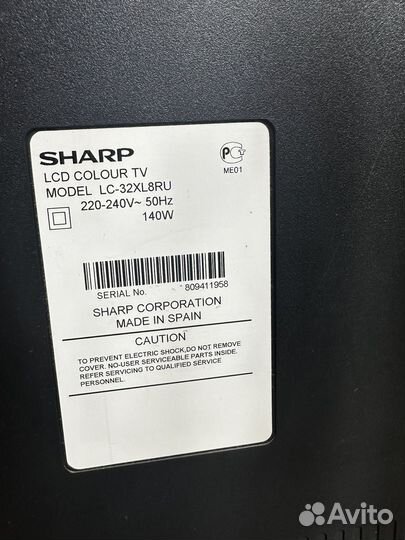 SHARP
LCD COLOUR TV
MODEL LC-32XL8RU
220-240V~ 50Hz
140W
ME01
SERIAL No. 809411958
SHARP CORPORATION
MADE IN SPAIN
CAUTION
TO PREVENT ELECTRIC SHOCK,DO NOT REMOVE
COVER. NO-USER SERVICEABLE PARTS INSIDE.
REFER SERVICING TO QUALIFIED SERVICE
PERSONNEL.
Avito